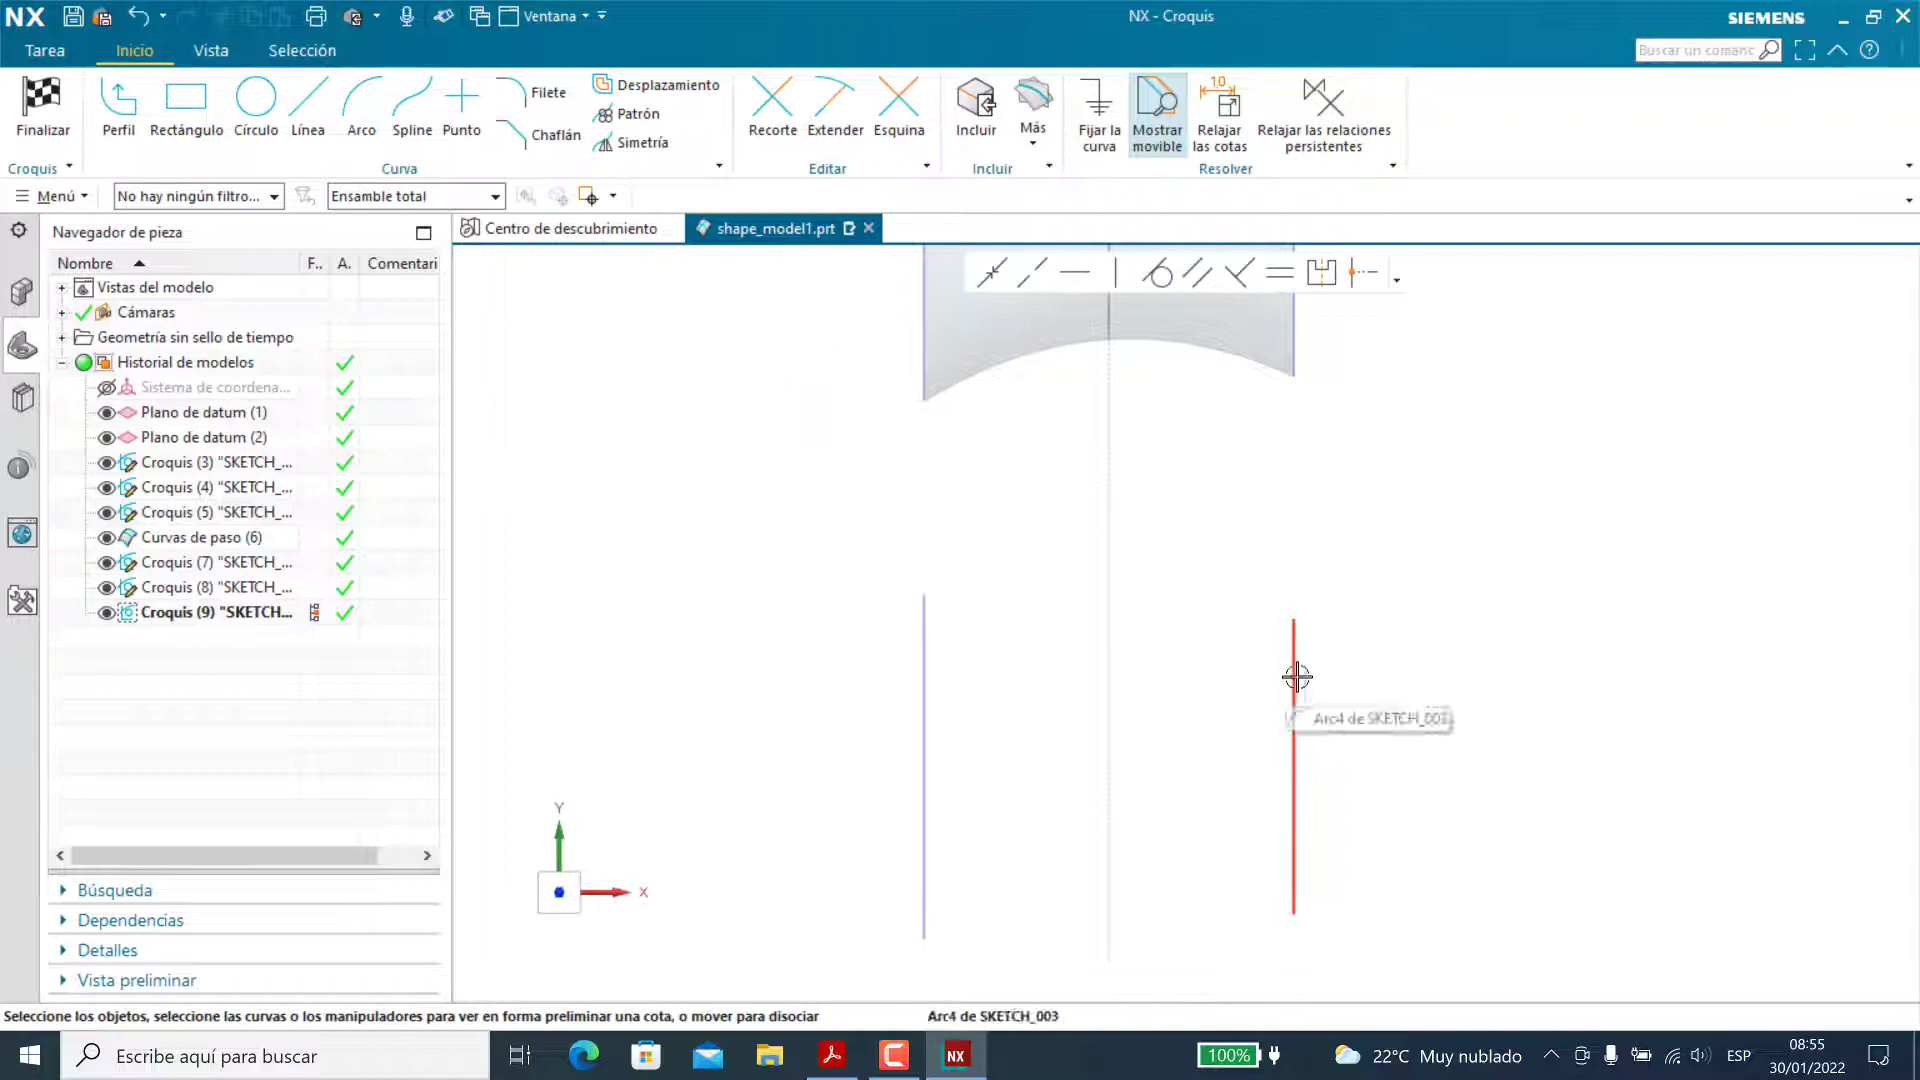 NX
Ventana
NX - Croquis
SIEMENS
Tarea
Inicio
Vista
Selección
Buscar un comanc
Finalizar
Perfil
Rectángulo
Círculo
Línea
Arco
Spline
Punto
Filete
Chaflán
Desplazamiento
Patrón
Simetría
Recorte
Extender
Esquina
Incluir
Más
Fijar la curva
Mostrar movible
10
Relajar las cotas
Relajar las relaciones persistentes
Croquis
Curva
Editar
Incluir
Resolver
Menú
No hay ningún filtro...
Ensamble total
Navegador de pieza
Centro de descubrimiento
shape_model1.prt
Nombre
F..
A.
Comentari
Vistas del modelo
Cámaras
Geometría sin sello de tiempo
Historial de modelos
Sistema de coordena...
Plano de datum (1)
Plano de datum (2)
Croquis (3) "SKETCH_...
Croquis (4) "SKETCH_...
Croquis (5) "SKETCH_...
Curvas de paso (6)
Croquis (7) "SKETCH_...
Croquis (8) "SKETCH_...
Croquis (9) "SKETCH...
Arc4 de SKETCH_003
Y
X
Búsqueda
Dependencias
Detalles
Vista preliminar
Seleccione los objetos, seleccione las curvas o los manipuladores para ver en forma preliminar una cota, o mover para disociar
Arc4 de SKETCH_003
Escribe aquí para buscar
NX
100%
22°C Muy nublado
ESP
08:55
30/01/2022